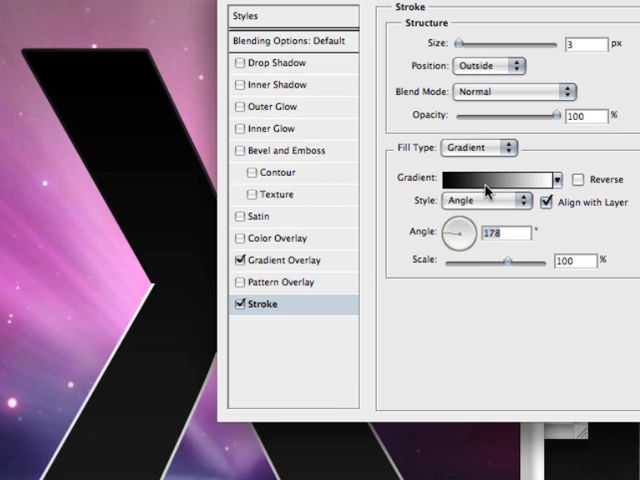 Styles
Blending Options: Default
Drop Shadow
Inner Shadow
Outer Glow
Inner Glow
Bevel and Emboss
Contour
Texture
Satin
Color Overlay
Gradient Overlay
Pattern Overlay
Stroke
Stroke
Structure
Size: 3 px
Position: Outside
Blend Mode: Normal
Opacity: 100 %
Fill Type: Gradient
Gradient: Reverse
Style: Angle Align with Layer
Angle: 178 °
Scale: 100 %